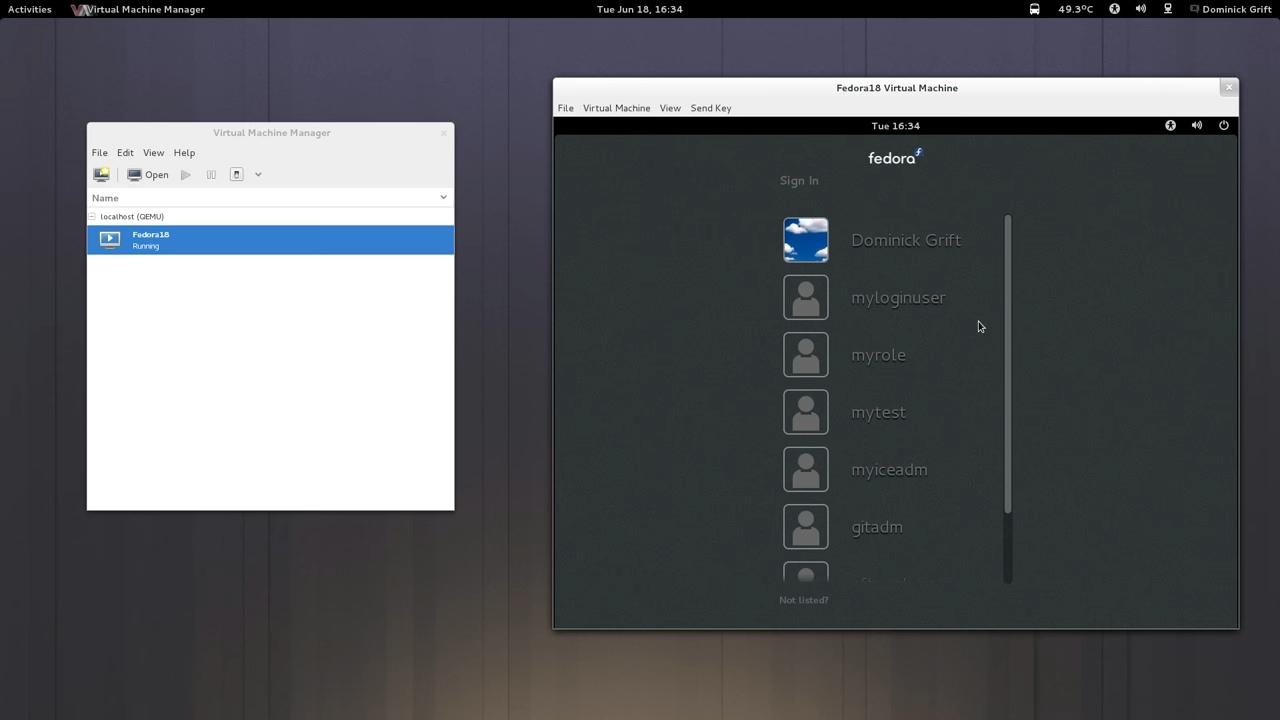 Activities
Virtual Machine Manager
Tue Jun 18, 16:34
49.3°C
Dominick Grift
Virtual Machine Manager
File Edit View Help
Open
Name
localhost (QEMU)
Fedora18
Running
Fedora18 Virtual Machine
File Virtual Machine View Send Key
Tue 16:34
fedora
Sign In
Dominick Grift
myloginuser
myrole
mytest
myiceadm
gitadm
Not listed?